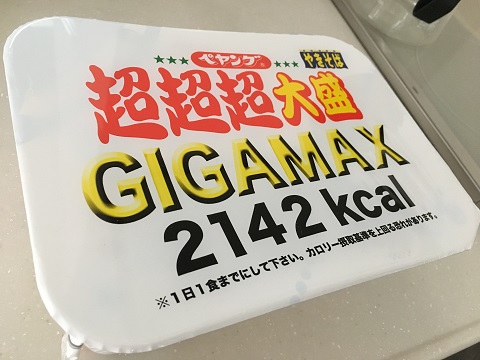 ペヤング やきそば
超超超大盛
GIGAMAX
2142 kcal
※1日1食までにして下さい。カロリー摂取基準を上回る恐れがあります。